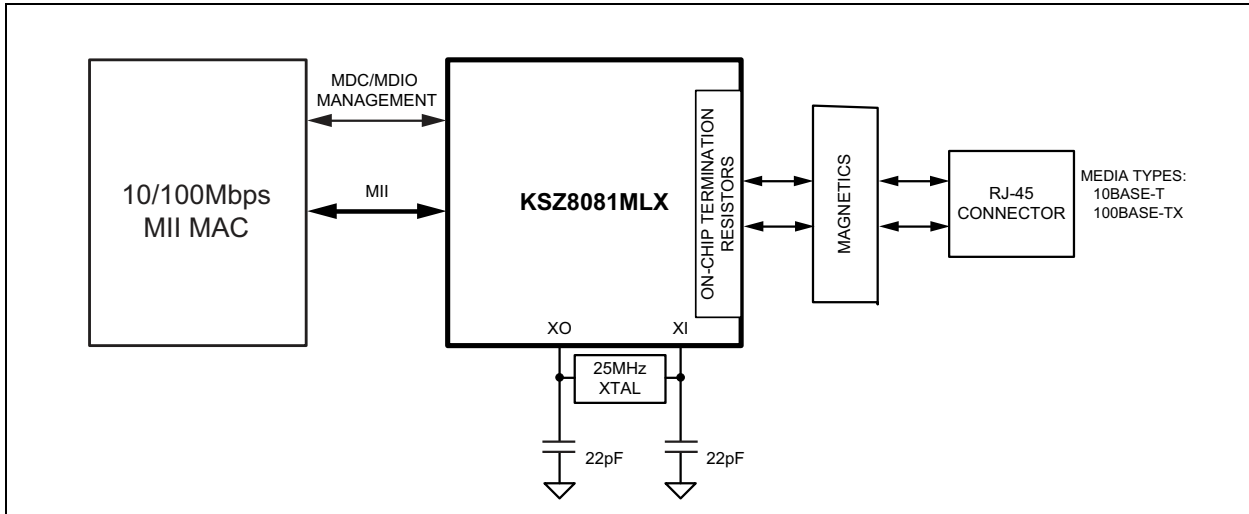 MDC/MDIO
MANAGEMENT
10/100Mbps
MII MAC
MII
KSZ8081MLX
ON-CHIP TERMINATION
RESISTORS
MAGNETICS
RJ-45
CONNECTOR
MEDIA TYPES:
10BASE-T
100BASE-TX
XO
XI
25MHz
XTAL
22pF
22pF